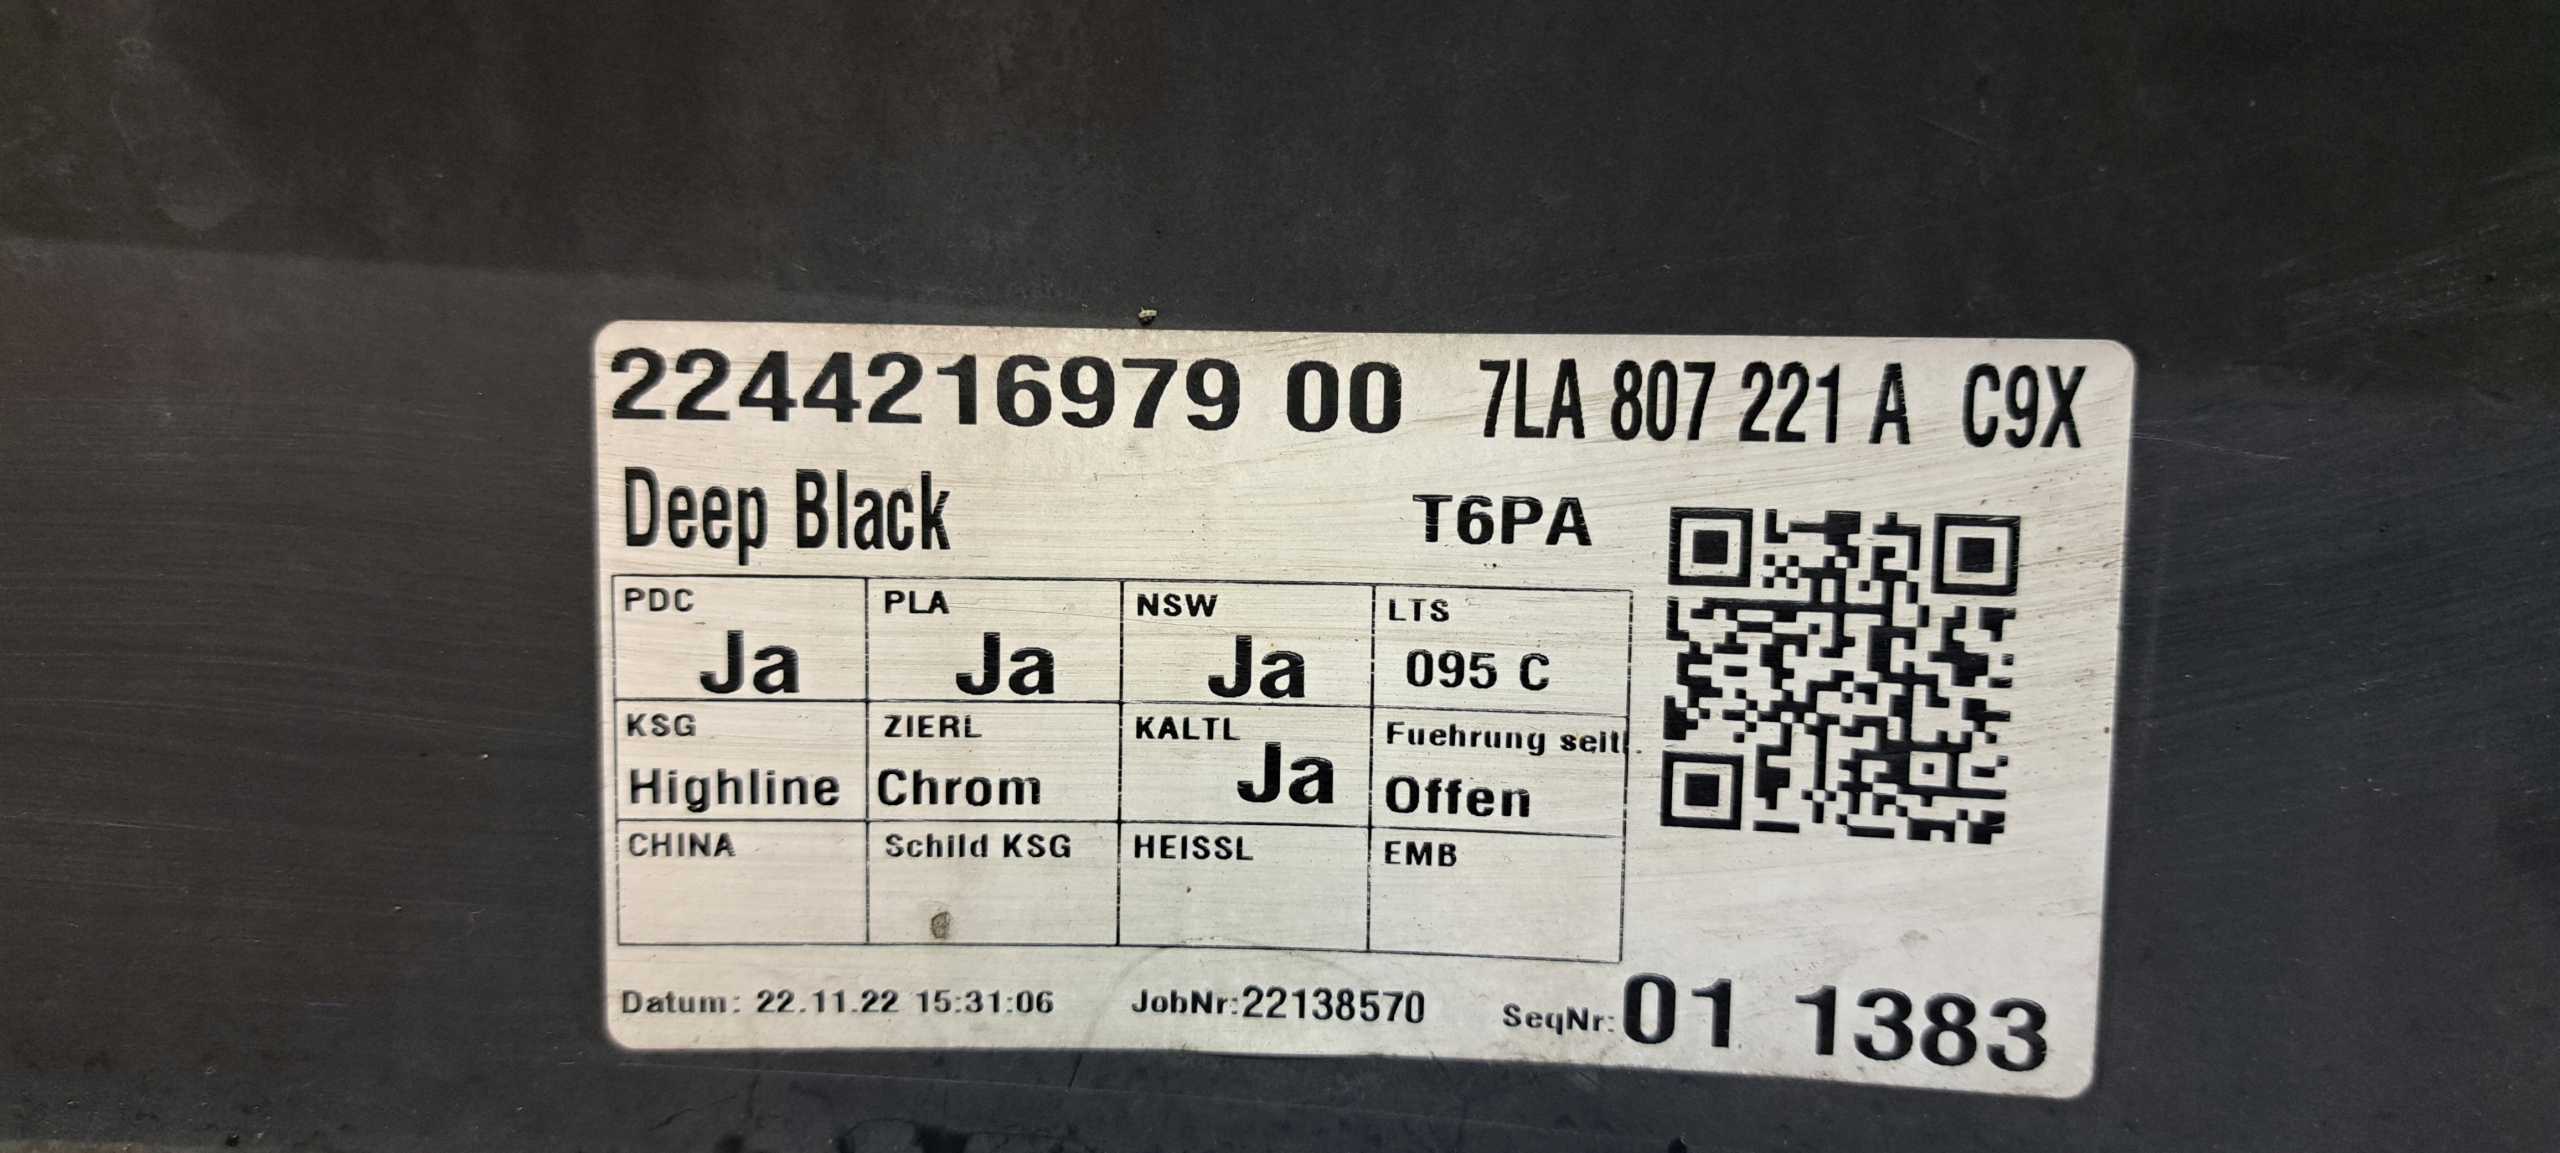 2244216979 00 7LA 807 221 A C9X
Deep Black T6PA
PDC PLA NSW LTS
Ja Ja Ja 095 C
KSG ZIERL KALTL Fuehrung seitl.
Highline Chrom Ja Offen
CHINA Schild KSG HEISSL EMB
Datum: 22.11.22 15:31:06 JobNr:22138570 SeqNr:01 1383